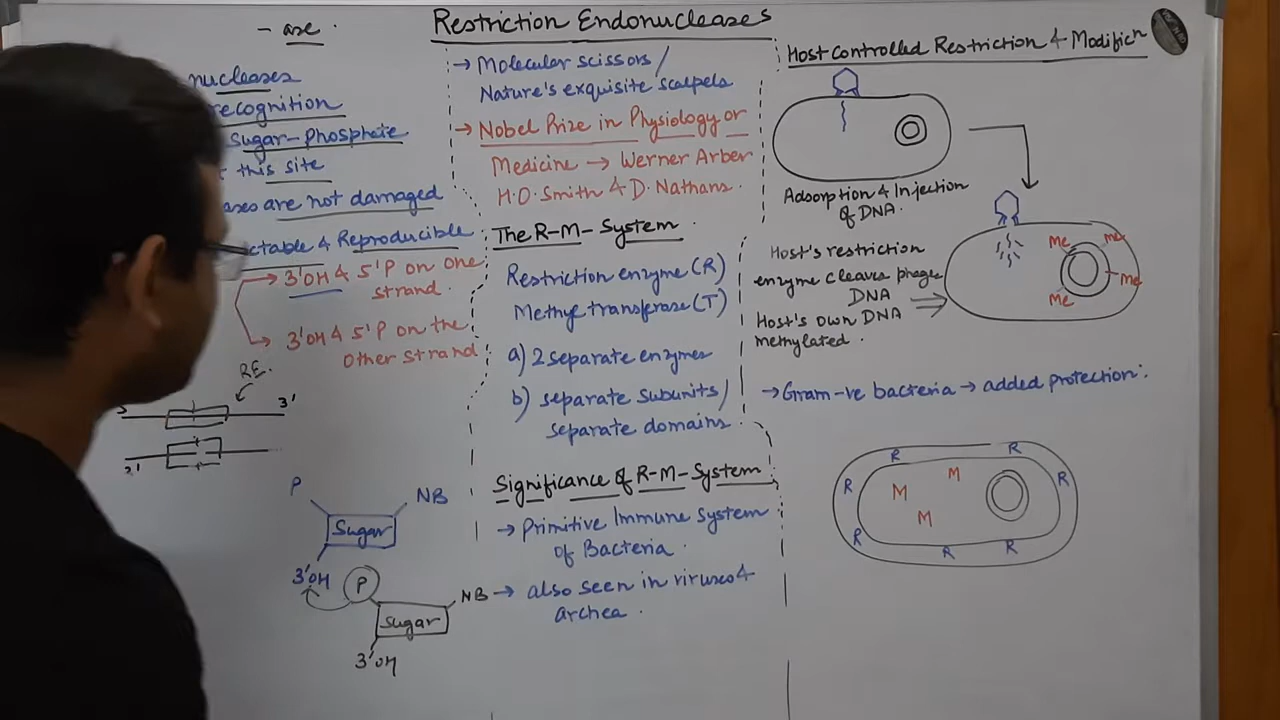 Restriction Endonucleases
- ase.
nucleases
recognition
Sugar-phosphate
this site
ases are not damaged
ctable & Reproducible
→ 3'OH & 5'P on one
strand.
→ 3'OH & 5'P on the
other strand
R.E.
3'
P
NB
Sugar
3'OH
P
NB
Sugar
3'OH
→ Molecular scissors /
Nature's exquisite scalpels
→ Nobel Prize in Physiology or
Medicine → Werner Arber
H.O. Smith & D. Nathans.
The R-M-System
Restriction enzyme (R)
Methyl transferase (T)
a) 2 separate enzymes
b) separate subunits/
separate domains.
Significance of R-M-System
→ Primitive Immune System
of Bacteria.
→ also seen in viruses &
archea.
Host Controlled Restriction & Modificn
Adsorption & Injection
of DNA.
Host's restriction
enzyme cleaves phages
DNA
Host's own DNA
methylated.
Me
Me
Me
Me
→ Gram-ve bacteria → added protection.
R
R
R
R
R
R
R
M
M
M